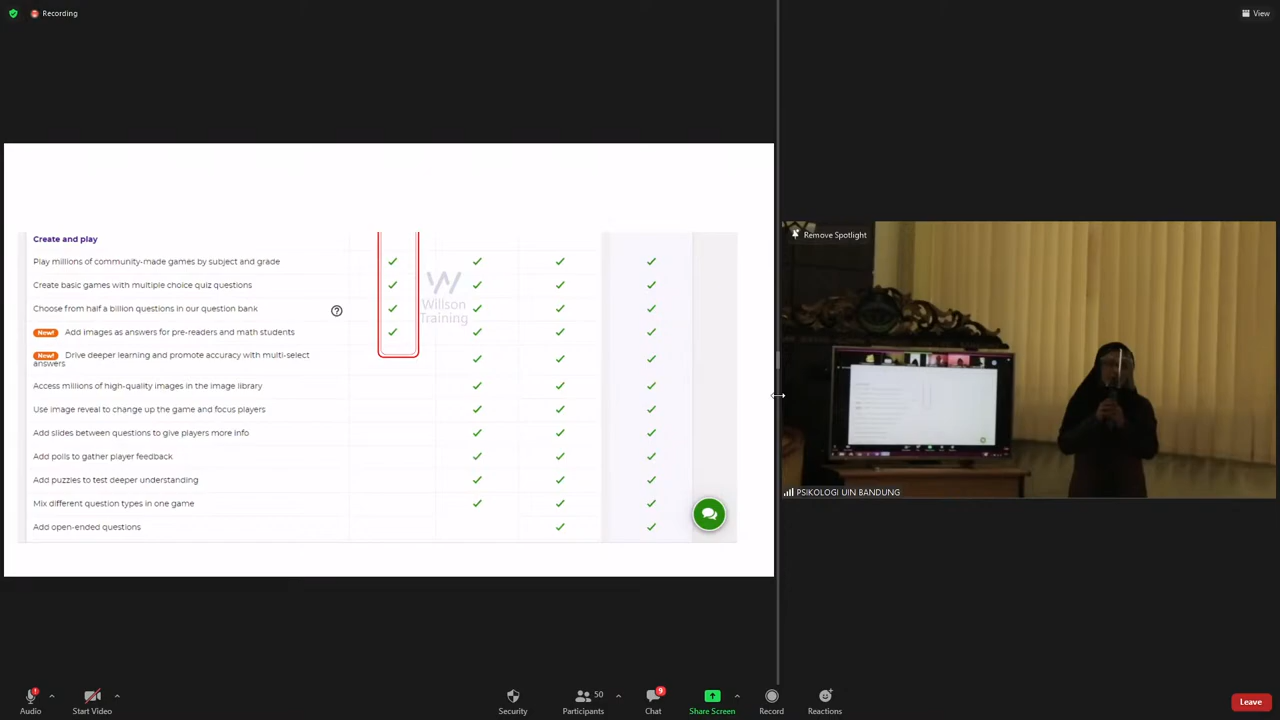 Recording
View
Create and play
Play millions of community-made games by subject and grade
Create basic games with multiple choice quiz questions
Choose from half a billion questions in our question bank
?
New! Add images as answers for pre-readers and math students
New! Drive deeper learning and promote accuracy with multi-select
answers
Access millions of high-quality images in the image library
Use image reveal to change up the game and focus players
Add slides between questions to give players more info
Add polls to gather player feedback
Add puzzles to test deeper understanding
Mix different question types in one game
Add open-ended questions
W
Willson
Training
Remove Spotlight
PSIKOLOGI UIN BANDUNG
Audio
Start Video
Security
Participants
50
Chat
9
Share Screen
Record
Reactions
Leave